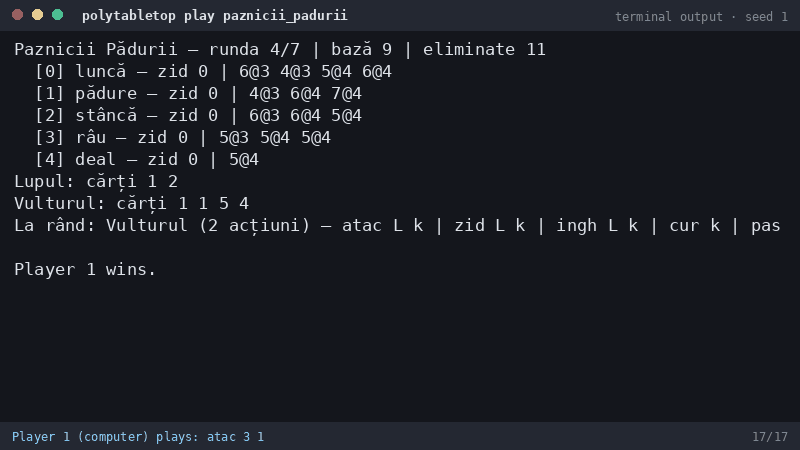 polytabletop play paznicii_padurii
terminal output · seed 1
Paznicii Pădurii — runda 4/7 | bază 9 | eliminate 11
[0] luncă — zid 0 | 6@3 4@3 5@4 6@4
[1] pădure — zid 0 | 4@3 6@4 7@4
[2] stâncă — zid 0 | 6@3 6@4 5@4
[3] râu — zid 0 | 5@3 5@4 5@4
[4] deal — zid 0 | 5@4
Lupul: cărți 1 2
Vulturul: cărți 1 1 5 4
La rând: Vulturul (2 acțiuni) — atac L k | zid L k | ingh L k | cur k | pas
Player 1 wins.
Player 1 (computer) plays: atac 3 1
17/17